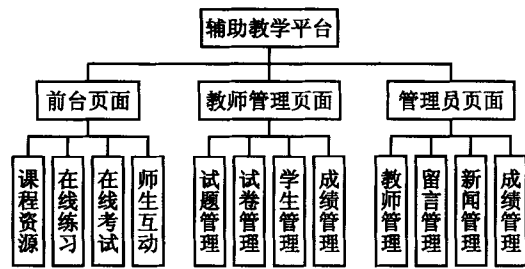 辅助教学平台
前台页面
教师管理页面
管理员页面
课程资源
在线练习
在线考试
师生互动
试题管理
试卷管理
学生管理
成绩管理
教师管理
留言管理
新闻管理
成绩管理